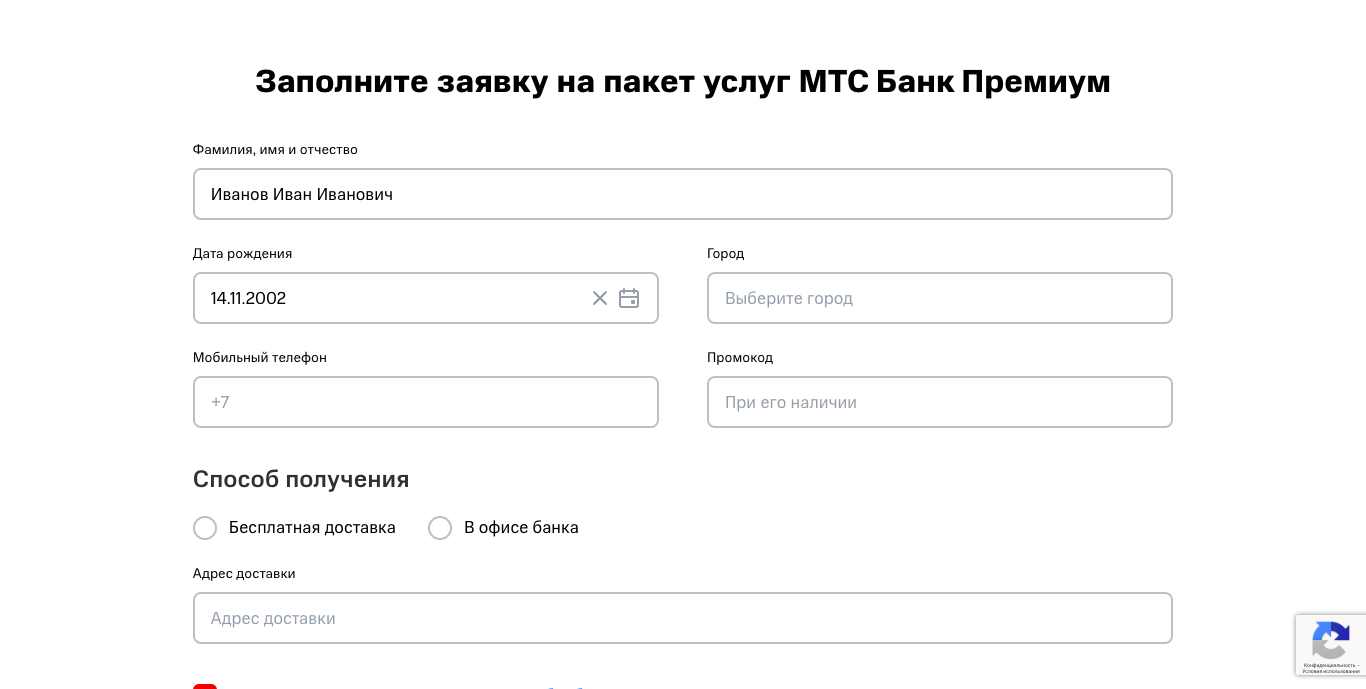 Заполните заявку на пакет услуг МТС Банк Премиум
Фамилия, имя и отчество
Иванов Иван Иванович
Дата рождения
Город
14.11.2002
Выберите город
Мобильный телефон
Промокод
+7
При его наличии
Способ получения
Бесплатная доставка
В офисе банка
Адрес доставки
Адрес доставки
Конфиденциальность -
Условия использования